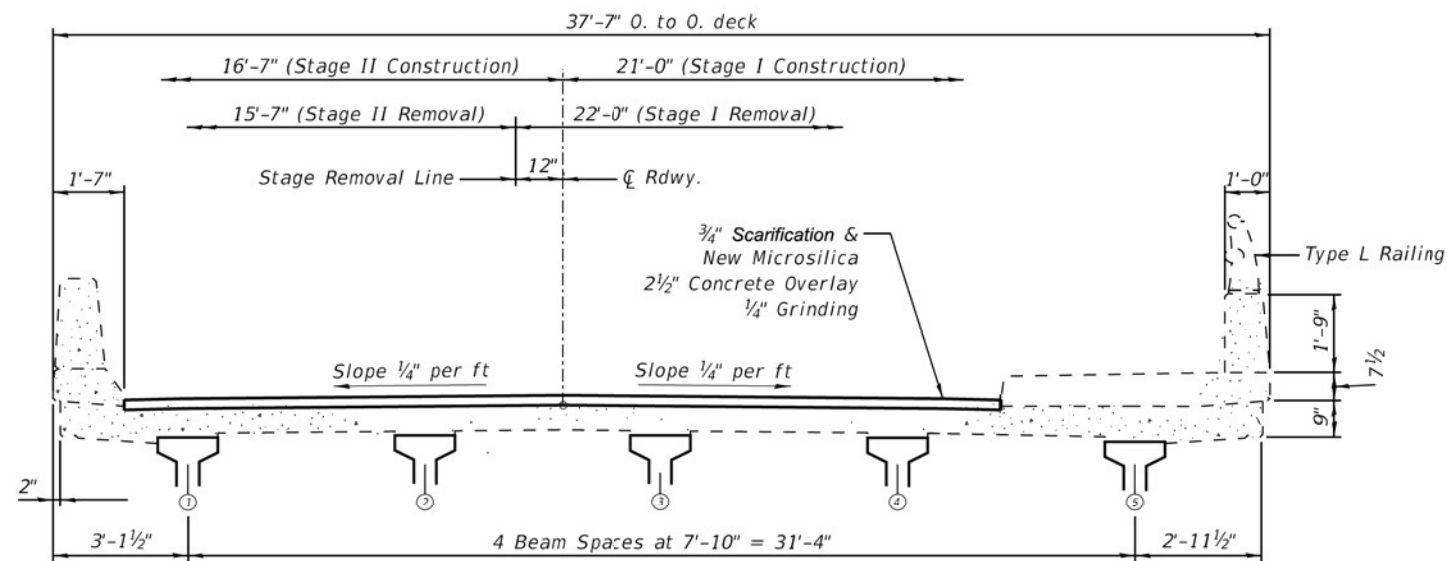 37'-7" O. to O. deck
16'-7" (Stage II Construction)
21'-0" (Stage I Construction)
15'-7" (Stage II Removal)
22'-0" (Stage I Removal)
1'-7"
Stage Removal Line
12"
℄ Rdwy.
1'-0"
¾" Scarification &
New Microsilica
2½" Concrete Overlay
¼" Grinding
Type L Railing
1'-9"
7½
9"
Slope ¼" per ft
Slope ¼" per ft
2"
1
2
3
4
5
3'-1½"
4 Beam Spaces at 7'-10" = 31'-4"
2'-11½"